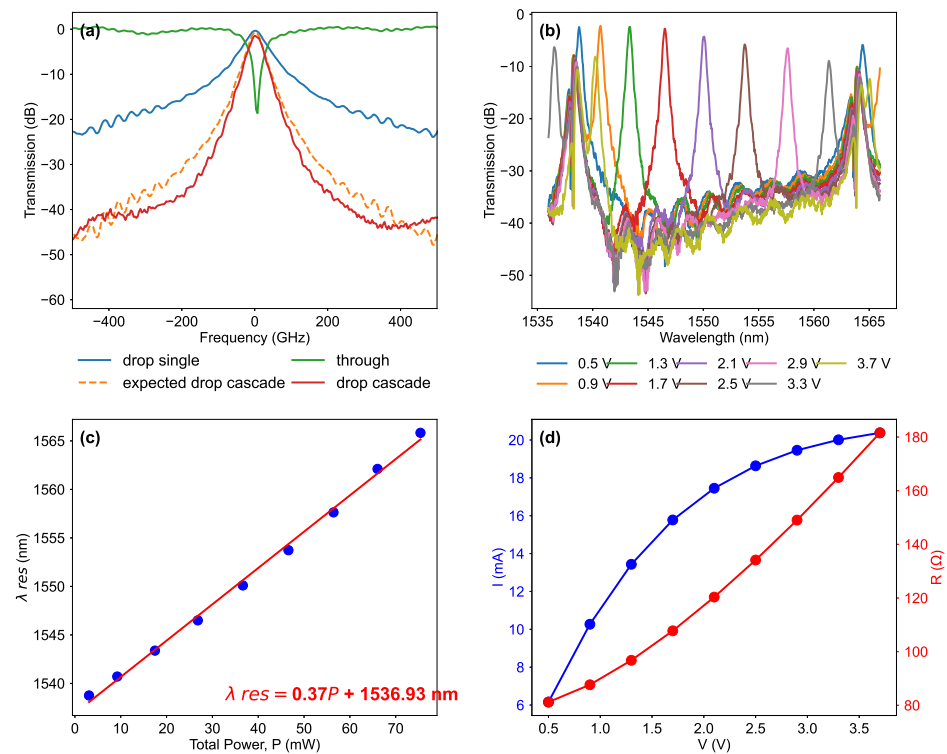 (a)
Transmission (dB)
0
−10
−20
−30
−40
−50
−60
−400 −200 0 200 400
Frequency (GHz)
drop single
through
expected drop cascade
drop cascade
(b)
Transmission (dB)
0
−10
−20
−30
−40
−50
1536 1540 1545 1550 1555 1560 1565
Wavelength (nm)
0.5 V 1.3 V 2.1 V 2.9 V 3.7 V
0.9 V 1.7 V 2.5 V 3.3 V
(c)
λ res (nm)
1565
1560
1555
1550
1545
1540
λ res = 0.37P + 1536.93 nm
0 10 20 30 40 50 60 70
Total Power, P (mW)
(d)
I (mA)
20
18
16
14
12
10
8
6
R (Ω)
180
160
140
120
100
80
0.5 1.0 1.5 2.0 2.5 3.0 3.5
V (V)